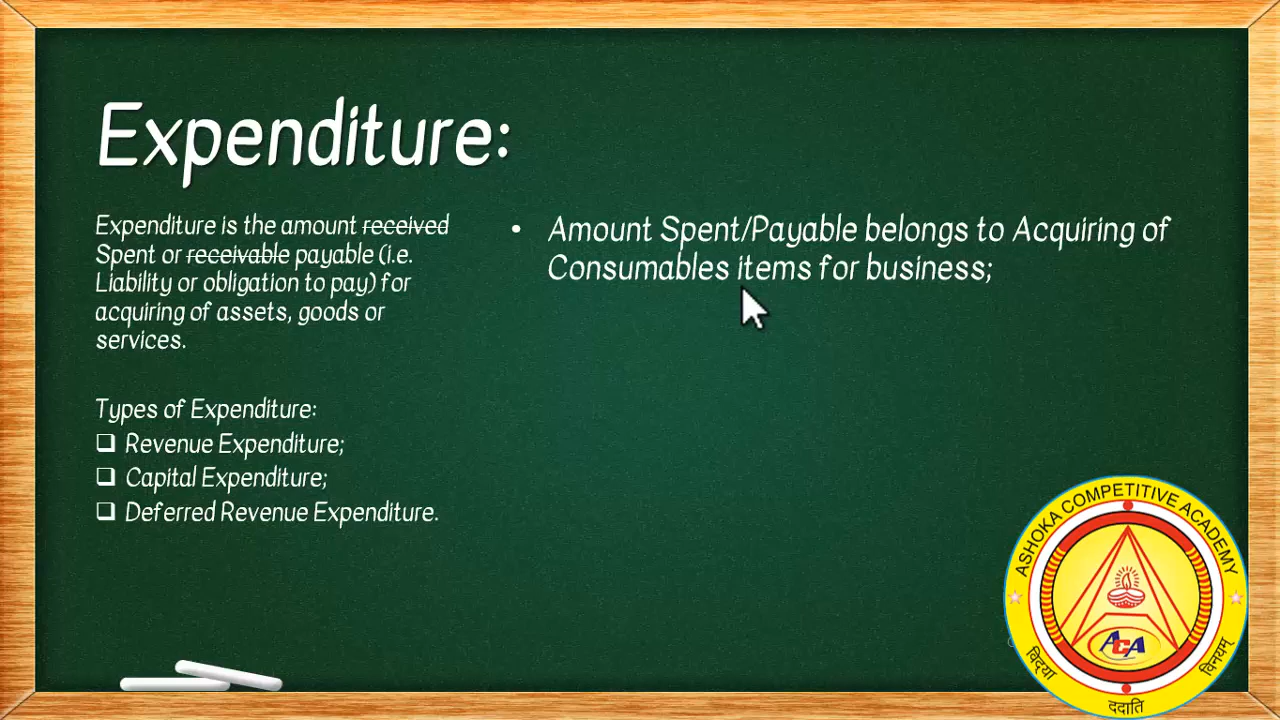 Expenditure:
Expenditure is the amount received
Spent or receivable payable (i.e.
Liability or obligation to pay) for
acquiring of assets, goods or
services.
Types of Expenditure:
❑ Revenue Expenditure;
❑ Capital Expenditure;
❑ Deferred Revenue Expenditure.
• Amount Spent/Payable belongs to Acquiring of
Consumables items for business;
ASHOKA COMPETITIVE ACADEMY
ACA
विद्या
ददाति
विनयम्